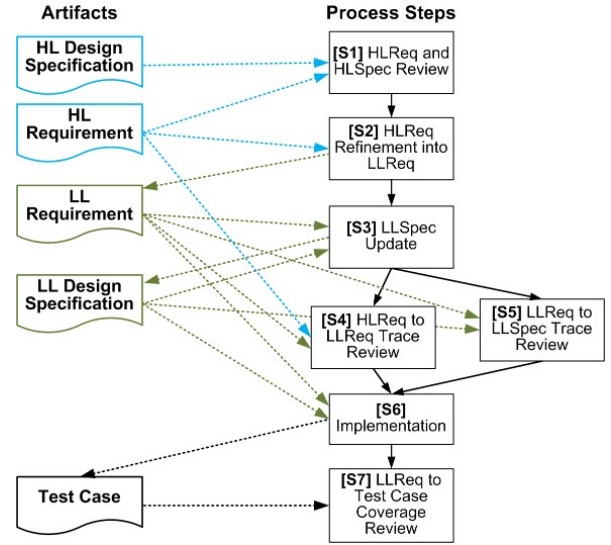 Artifacts
Process Steps
HL Design
Specification
[S1] HLReq and
HLSpec Review
HL
Requirement
[S2] HLReq
Refinement into
LLReq
LL
Requirement
[S3] LLSpec
Update
LL Design
Specification
[S4] HLReq to
LLReq Trace
Review
[S5] LLReq to
LLSpec Trace
Review
[S6]
Implementation
Test Case
[S7] LLReq to
Test Case
Coverage
Review